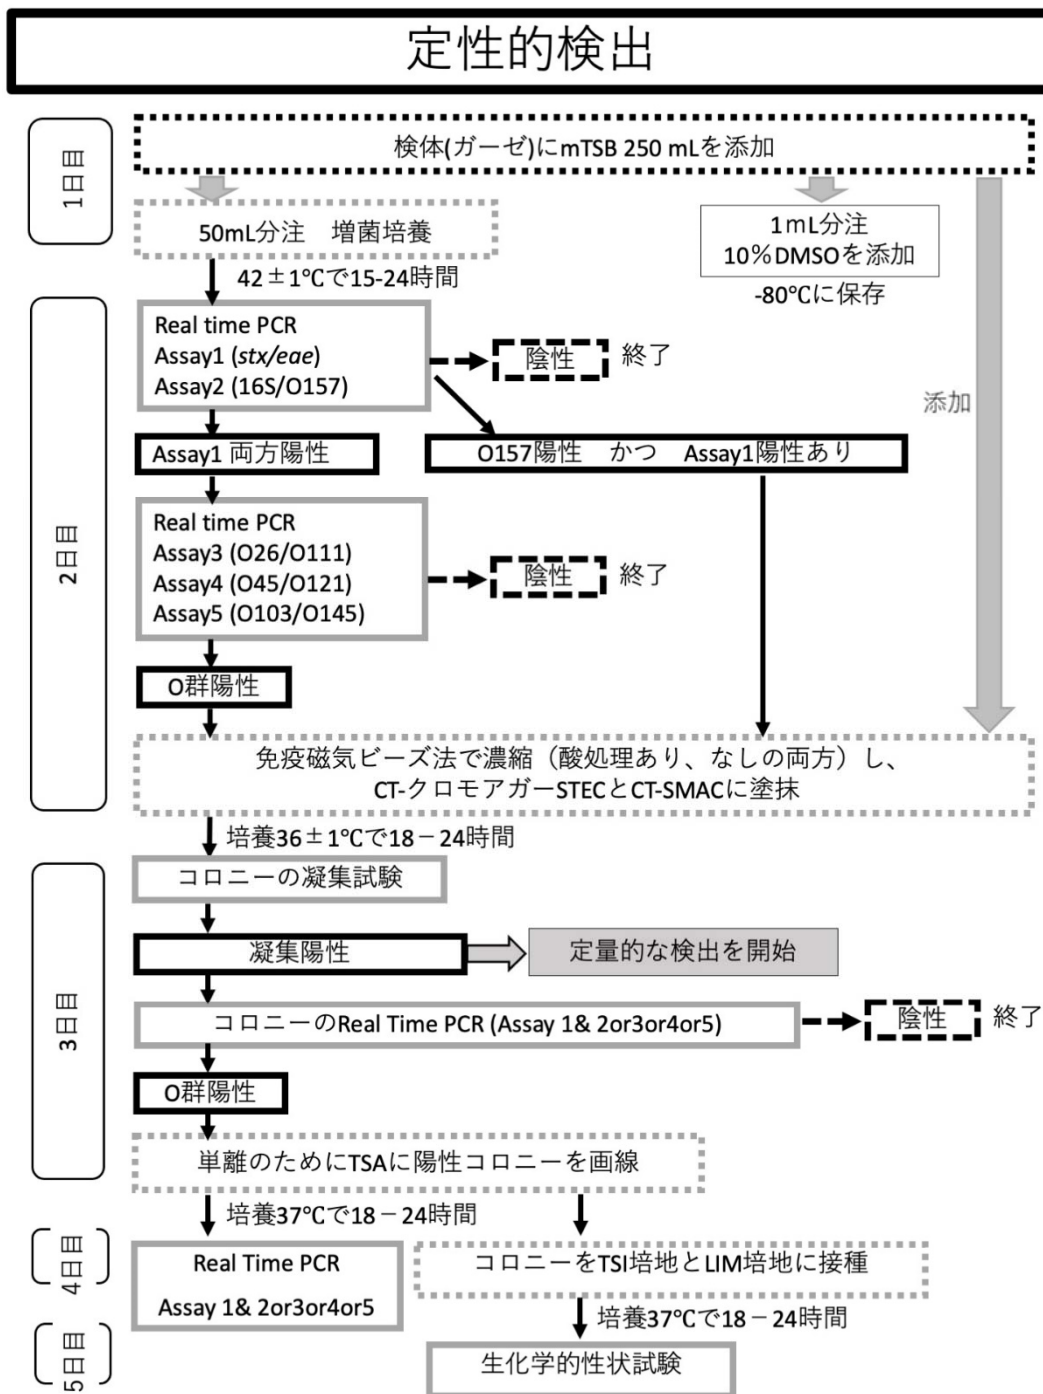 定性的検出
1日目
検体(ガーゼ)にmTSB 250 mLを添加
50mL分注　増菌培養
1mL分注
10%DMSOを添加
-80℃に保存
42±1℃で15-24時間
2日目
Real time PCR
Assay1 (stx/eae)
Assay2 (16S/O157)
陰性
終了
添加
Assay1 両方陽性
O157陽性　かつ　Assay1陽性あり
Real time PCR
Assay3 (O26/O111)
Assay4 (O45/O121)
Assay5 (O103/O145)
陰性
終了
O群陽性
免疫磁気ビーズ法で濃縮（酸処理あり、なしの両方）し、
CT-クロモアガーSTECとCT-SMACに塗抹
培養36±1℃で18－24時間
3日目
コロニーの凝集試験
凝集陽性
定量的な検出を開始
コロニーのReal Time PCR (Assay 1& 2or3or4or5)
陰性
終了
O群陽性
単離のためにTSAに陽性コロニーを画線
培養37℃で18－24時間
4日目
Real Time PCR
Assay 1& 2or3or4or5
コロニーをTSI培地とLIM培地に接種
培養37℃で18－24時間
5日目
生化学的性状試験